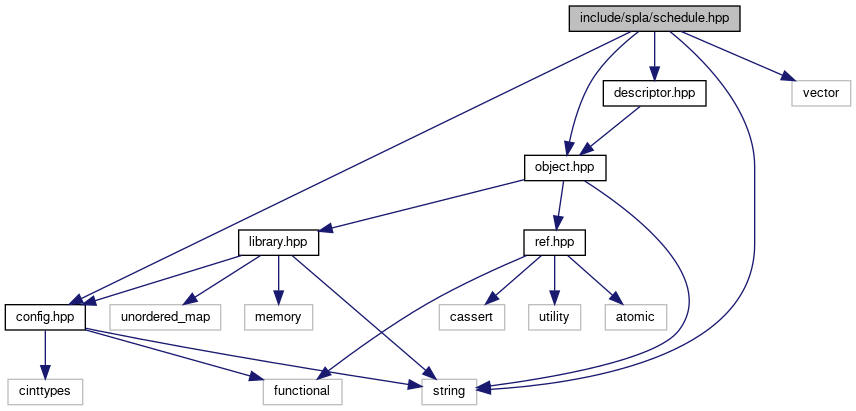 include/spla/schedule.hpp
descriptor.hpp
vector
object.hpp
library.hpp
ref.hpp
config.hpp
unordered_map
memory
cassert
utility
atomic
cinttypes
functional
string